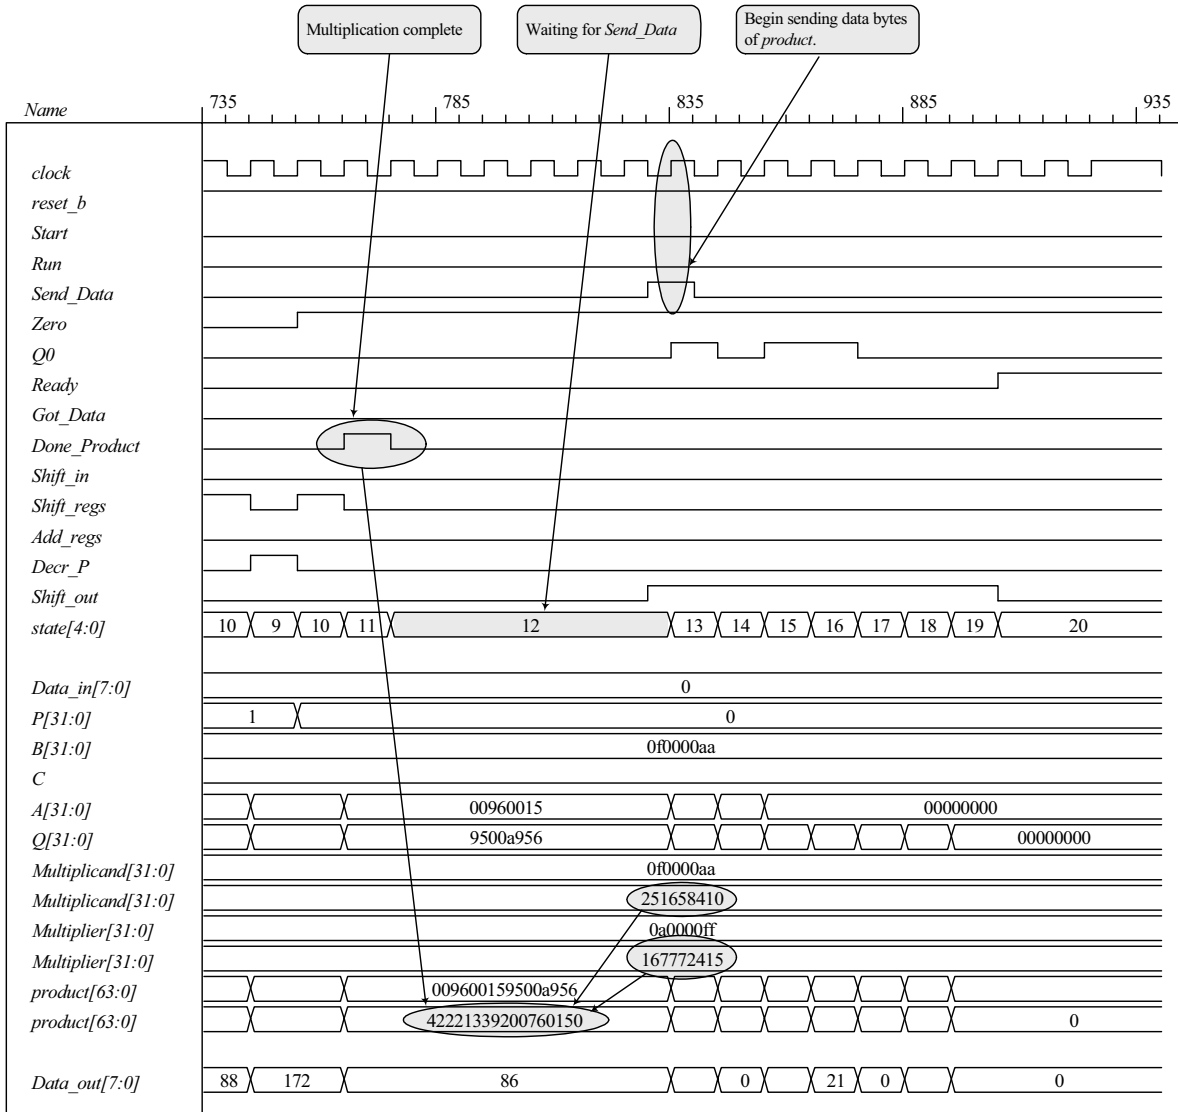 Multiplication complete
Waiting for Send_Data
Begin sending data bytes
of product.
Name
735 785 835 885 935
clock
reset_b
Start
Run
Send_Data
Zero
Q0
Ready
Got_Data
Done_Product
Shift_in
Shift_regs
Add_regs
Decr_P
Shift_out
state[4:0] 10 9 10 11 12 13 14 15 16 17 18 19 20
Data_in[7:0] 0
P[31:0] 1 0
B[31:0] 0f0000aa
C
A[31:0] 00960015 00000000
Q[31:0] 9500a956 00000000
Multiplicand[31:0] 0f0000aa
Multiplicand[31:0] 251658410
Multiplier[31:0] 0a0000ff
Multiplier[31:0] 167772415
product[63:0] 009600159500a956
product[63:0] 42221339200760150 0
Data_out[7:0] 88 172 86 0 21 0 0